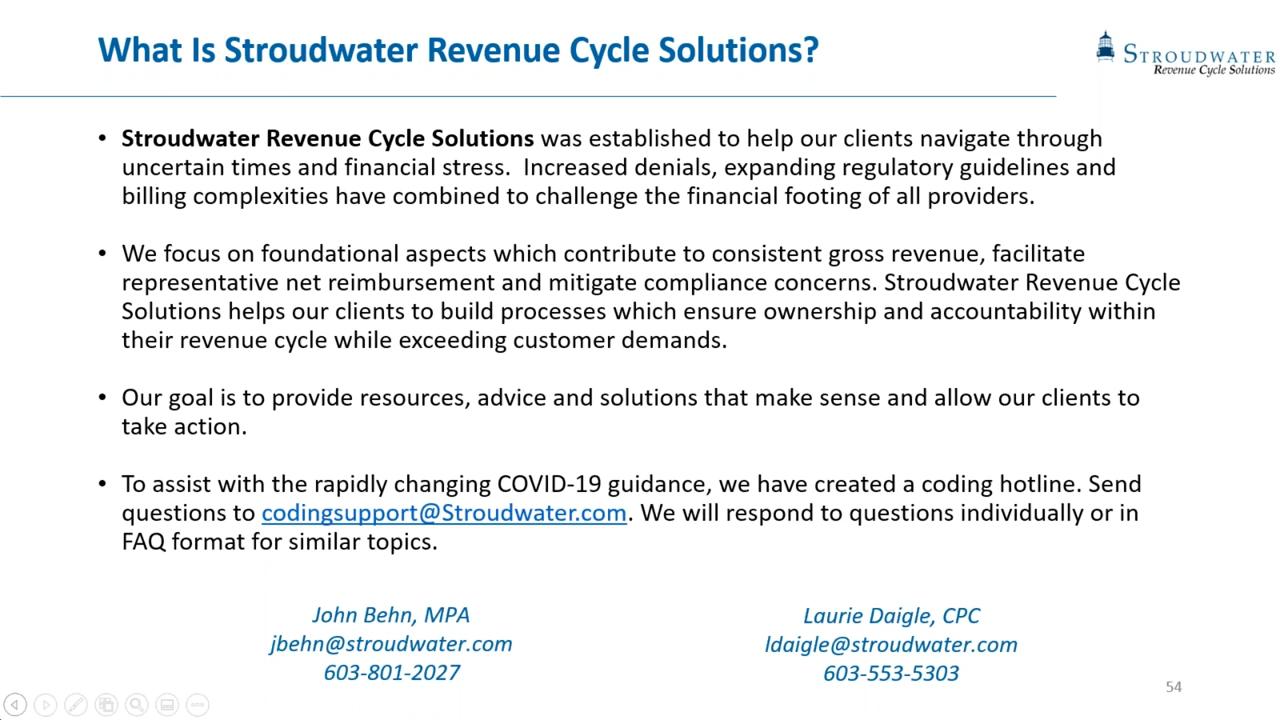 What Is Stroudwater Revenue Cycle Solutions?
STROUDWATER
Revenue Cycle Solutions
• Stroudwater Revenue Cycle Solutions was established to help our clients navigate through
uncertain times and financial stress.  Increased denials, expanding regulatory guidelines and
billing complexities have combined to challenge the financial footing of all providers.
• We focus on foundational aspects which contribute to consistent gross revenue, facilitate
representative net reimbursement and mitigate compliance concerns. Stroudwater Revenue Cycle
Solutions helps our clients to build processes which ensure ownership and accountability within
their revenue cycle while exceeding customer demands.
• Our goal is to provide resources, advice and solutions that make sense and allow our clients to
take action.
• To assist with the rapidly changing COVID-19 guidance, we have created a coding hotline. Send
questions to codingsupport@Stroudwater.com. We will respond to questions individually or in
FAQ format for similar topics.
John Behn, MPA
jbehn@stroudwater.com
603-801-2027
Laurie Daigle, CPC
ldaigle@stroudwater.com
603-553-5303
54